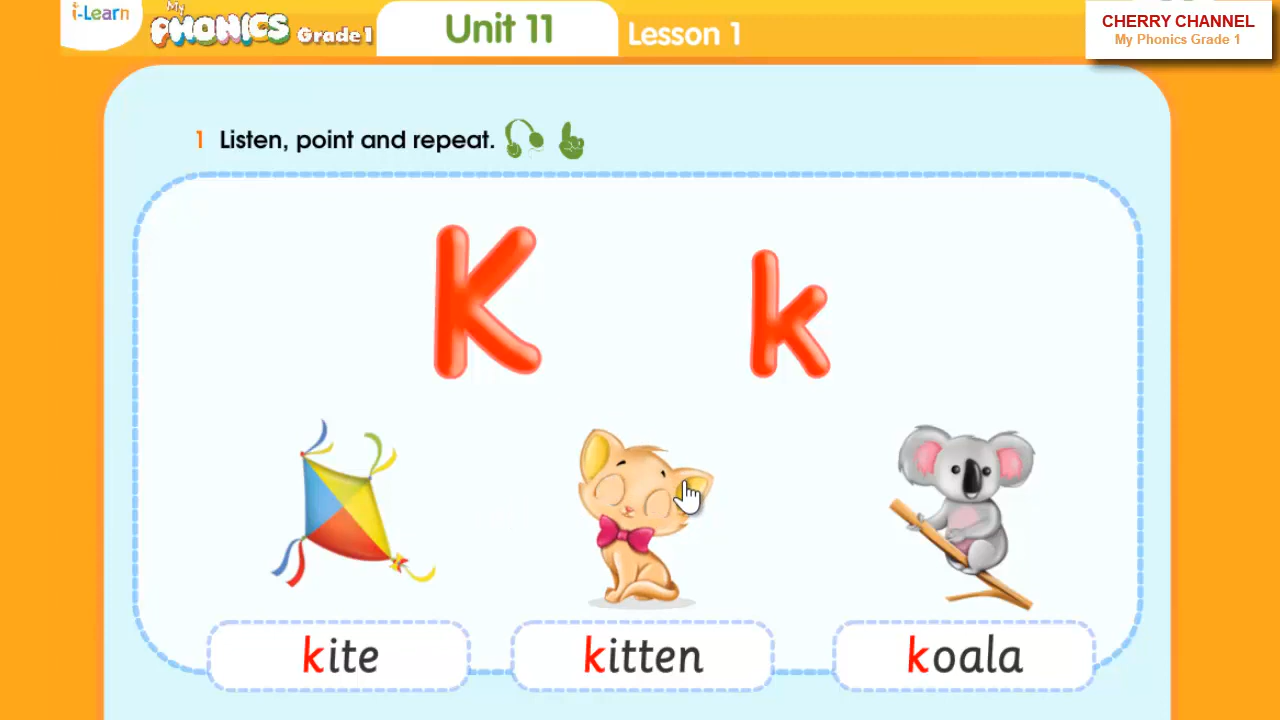 i-Learn
My
PHONICS Grade 1
Unit 11
Lesson 1
CHERRY CHANNEL
My Phonics Grade 1
1 Listen, point and repeat.
K k
kite kitten koala